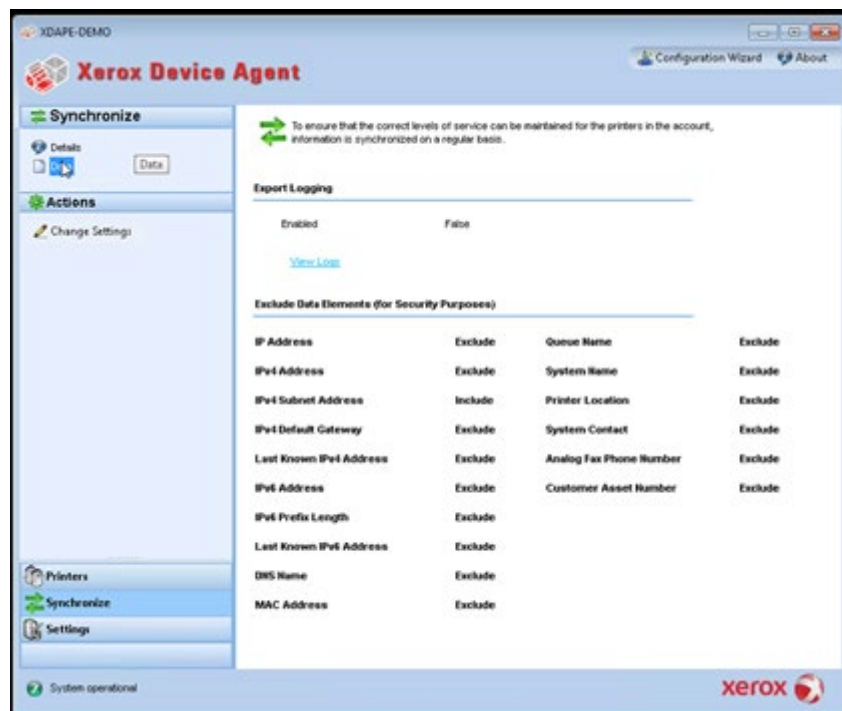 XDAPE-DEMO
Xerox Device Agent
Configuration Wizard
About
Synchronize
Details
Data
Actions
Change Settings
To ensure that the correct levels of service can be maintained for the printers in the account,
information is synchronized on a regular basis.
Export Logging
Enabled False
View Logs
Exclude Data Elements (for Security Purposes)
IP Address Exclude Queue Name Exclude
IPv4 Address Exclude System Name Exclude
IPv4 Subnet Address Include Printer Location Exclude
IPv4 Default Gateway Exclude System Contact Exclude
Last Known IPv4 Address Exclude Analog Fax Phone Number Exclude
IPv6 Address Exclude Customer Asset Number Exclude
IPv6 Prefix Length Exclude
Last Known IPv6 Address Exclude
DNS Name Exclude
MAC Address Exclude
Printers
Synchronize
Settings
System operational
xerox